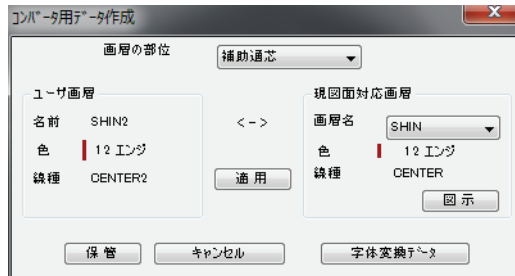 コンバータ用データ作成
画層の部位 補助通芯
ユーザ画層
名前 SHIN2
色 12 エンジ
線種 CENTER2
<->
適用
現図面対応画層
画層名 SHIN
色 12 エンジ
線種 CENTER
図示
保管 キャンセル 字体変換データ